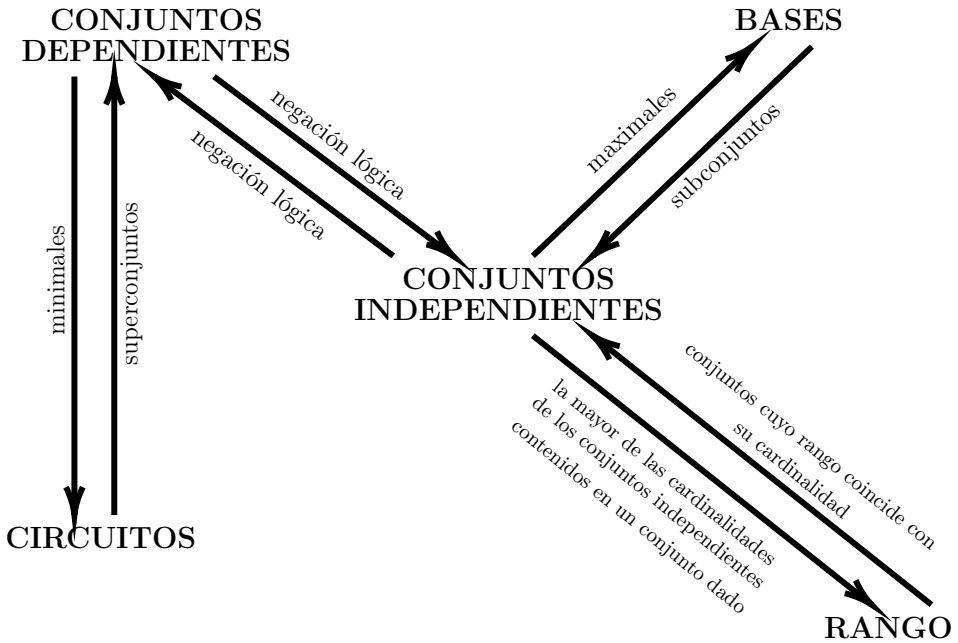 CONJUNTOS
DEPENDIENTES
BASES
negación lógica
negación lógica
maximales
subconjuntos
minimales
superconjuntos
CONJUNTOS
INDEPENDIENTES
conjuntos cuyo rango coincide con
su cardinalidad
la mayor de las cardinalidades
de los conjuntos independientes
contenidos en un conjunto dado
CIRCUITOS
RANGO